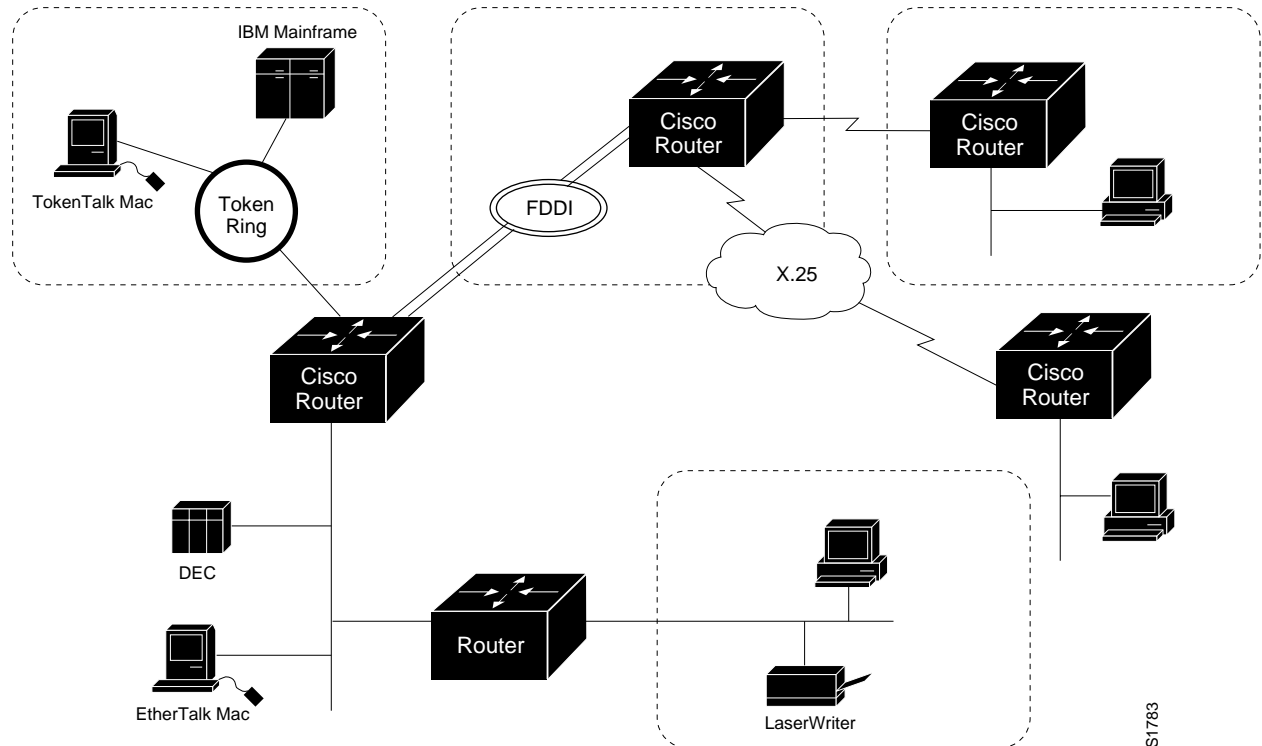 IBM Mainframe
TokenTalk Mac
Token
Ring
FDDI
Cisco
Router
Cisco
Router
X.25
Cisco
Router
Cisco
Router
DEC
EtherTalk Mac
Router
LaserWriter
S1783